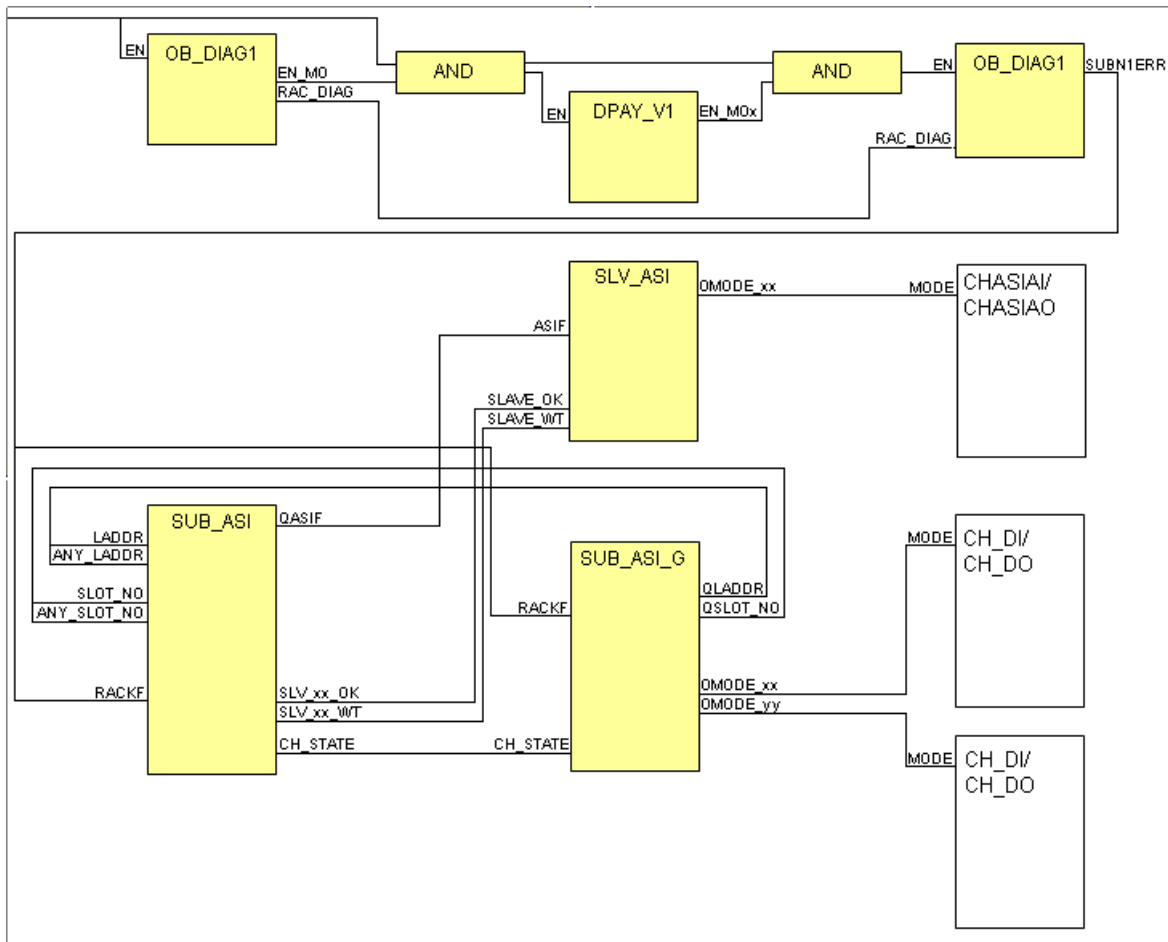 EN
OB_DIAG1
EN_MO
RAC_DIAG
AND
EN
DPAY_V1
EN_MOx
AND
EN
OB_DIAG1
SUBN1ERR
RAC_DIAG
SLV_ASI
ASIF
SLAVE_OK
SLAVE_WT
OMODE_xx
MODE
CHASIAI/
CHASIAO
SUB_ASI
LADDR
ANY_LADDR
SLOT_NO
ANY_SLOT_NO
RACKF
QASIF
SLV_xx_OK
SLV_xx_WT
CH_STATE
SUB_ASI_G
RACKF
CH_STATE
QLADDR
QSLOT_NO
OMODE_xx
OMODE_yy
MODE
CH_DI/
CH_DO
MODE
CH_DI/
CH_DO